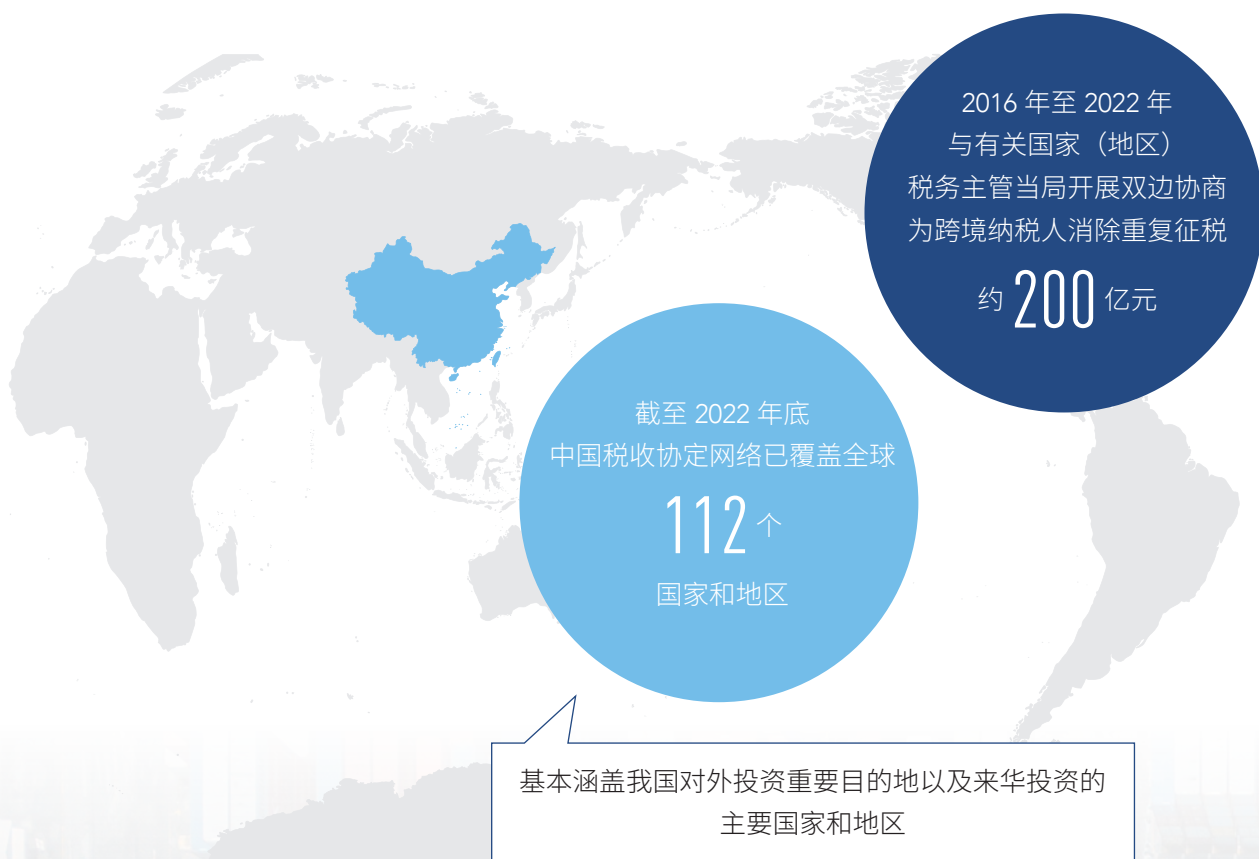 2016 年至 2022 年
与有关国家（地区）
税务主管当局开展双边协商
为跨境纳税人消除重复征税
约 200 亿元
截至 2022 年底
中国税收协定网络已覆盖全球
112 个
国家和地区
基本涵盖我国对外投资重要目的地以及来华投资的
主要国家和地区